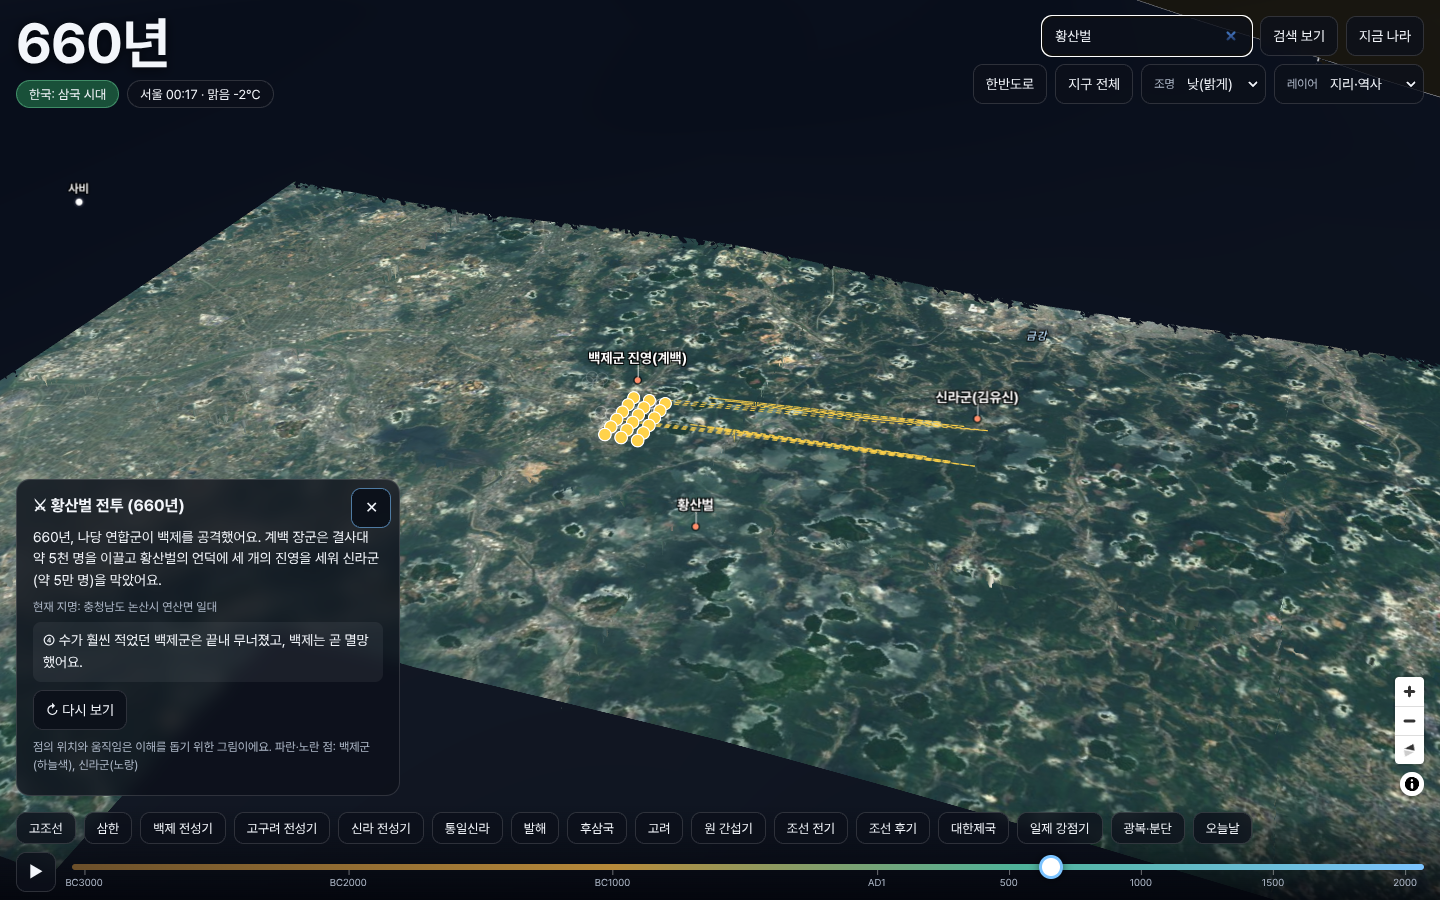 660년
한국: 삼국 시대
서울 00:17 · 맑음 -2°C
황산벌 ✕
검색 보기
지금 나라
한반도로
지구 전체
조명 낮(밝게)
레이어 지리·역사
사비
금강
백제군 진영(계백)
신라군(김유신)
황산벌
⚔ 황산벌 전투 (660년)
✕
660년, 나당 연합군이 백제를 공격했어요. 계백 장군은 결사대
약 5천 명을 이끌고 황산벌의 언덕에 세 개의 진영을 세워 신라군
(약 5만 명)을 막았어요.
현재 지명: 충청남도 논산시 연산면 일대
④ 수가 훨씬 적었던 백제군은 끝내 무너졌고, 백제는 곧 멸망
했어요.
↻ 다시 보기
점의 위치와 움직임은 이해를 돕기 위한 그림이에요. 파란·노란 점: 백제군
(하늘색), 신라군(노랑)
고조선
삼한
백제 전성기
고구려 전성기
신라 전성기
통일신라
발해
후삼국
고려
원 간섭기
조선 전기
조선 후기
대한제국
일제 강점기
광복·분단
오늘날
BC3000
BC2000
BC1000
AD1
500
1000
1500
2000